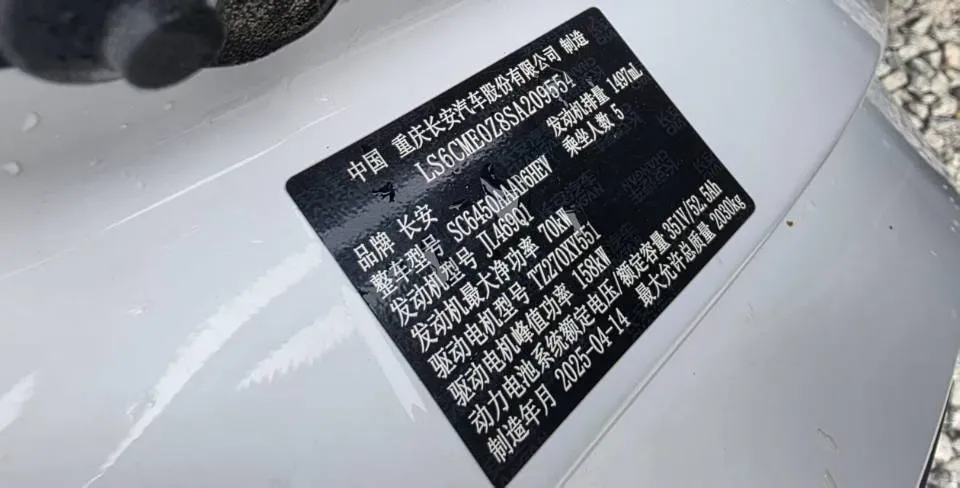 中国 重庆长安汽车股份有限公司 制造
LS6CME0Z8SA209554
品牌 长安
整车型号 SC6450AAAB6HEV 发动机排量 1497mL
发动机型号 JL469Q1 乘坐人数 5
发动机最大净功率 70kW
驱动电机型号 TZ270XY551
驱动电机峰值功率 158kW
动力电池系统额定电压/额定容量 351V/52.5Ah
制造年月 2025-04-14 最大允许总质量 2030kg